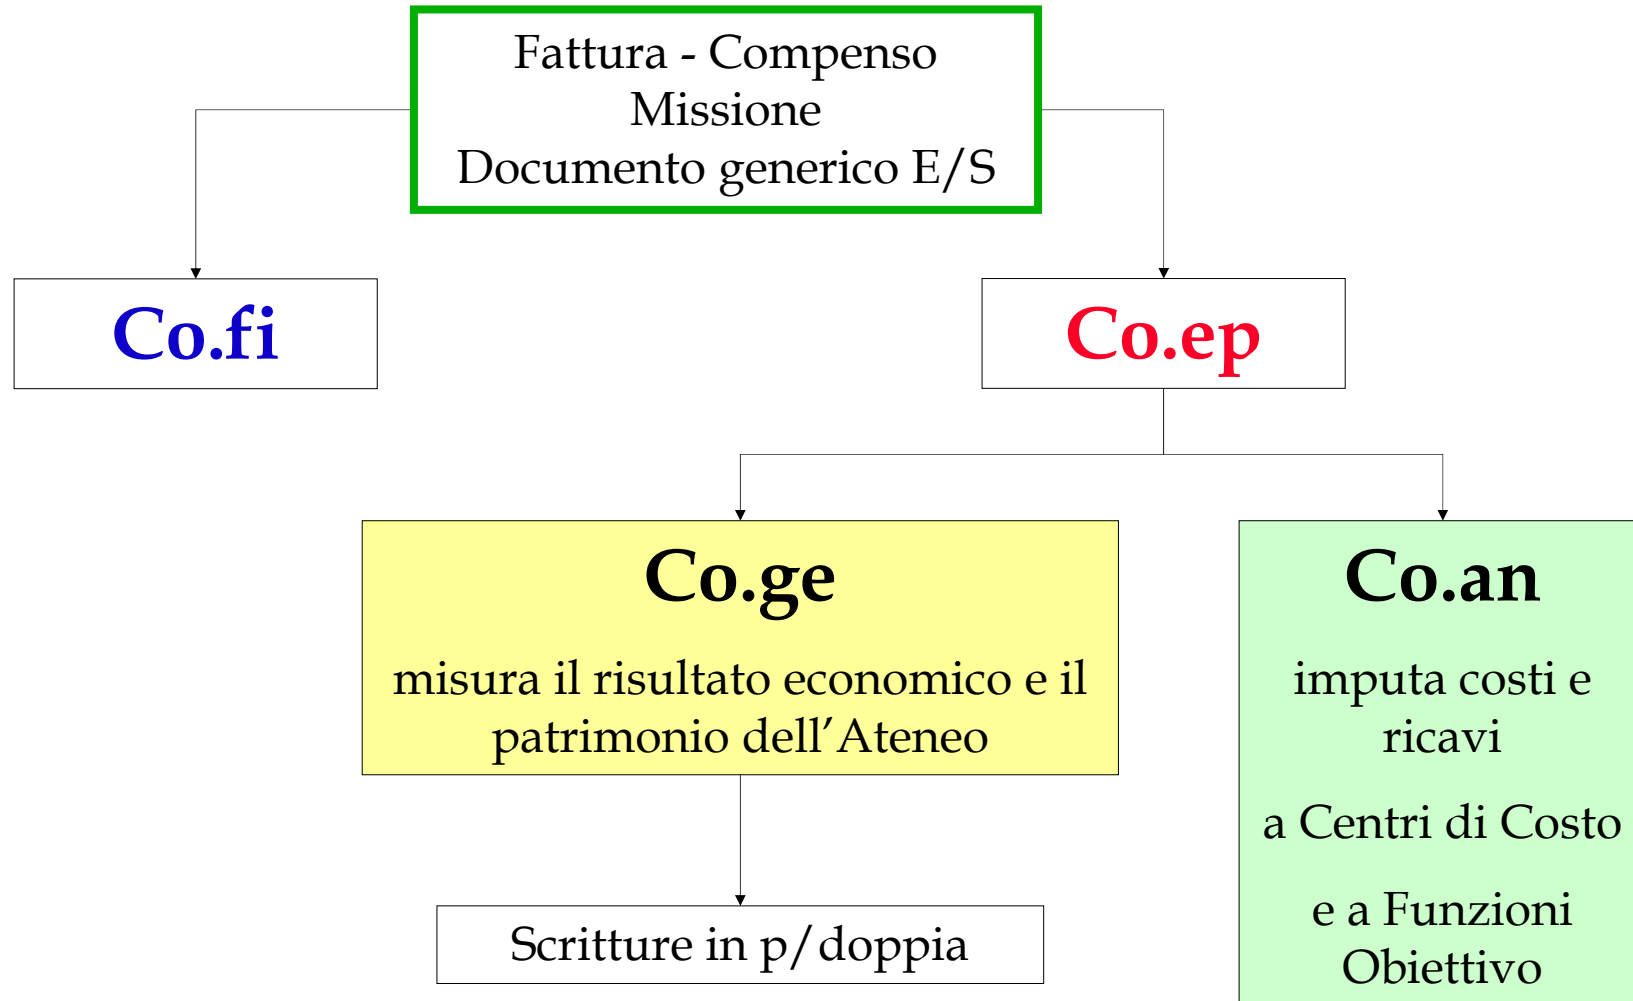 Fattura - Compenso
Missione
Documento generico E/S
Co.fi
Co.ep
Co.ge
misura il risultato economico e il
patrimonio dell’Ateneo
Co.an
imputa costi e
ricavi
a Centri di Costo
e a Funzioni
Obiettivo
Scritture in p/doppia